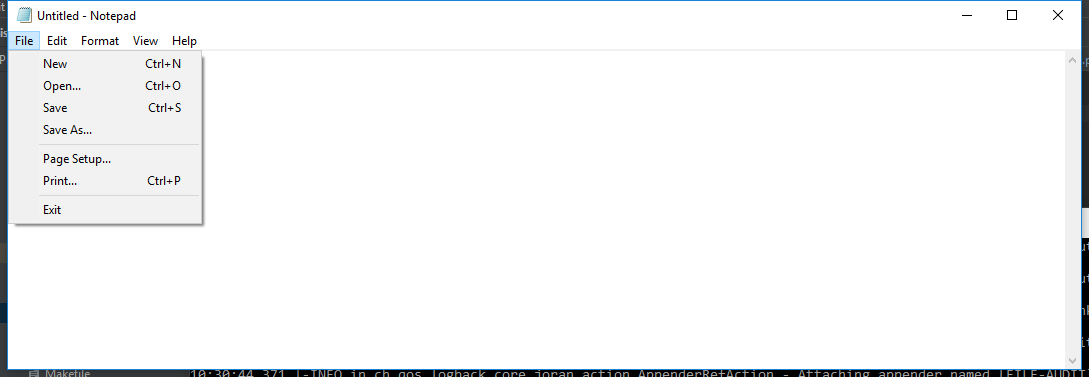 Untitled - Notepad
File Edit Format View Help
New Ctrl+N
Open... Ctrl+O
Save Ctrl+S
Save As...
Page Setup...
Print... Ctrl+P
Exit
Makefile
10:30:44,371 |-INFO in ch.qos.logback.core.joran.action.AppenderRefAction - Attaching appender named [FILE-AUDIT